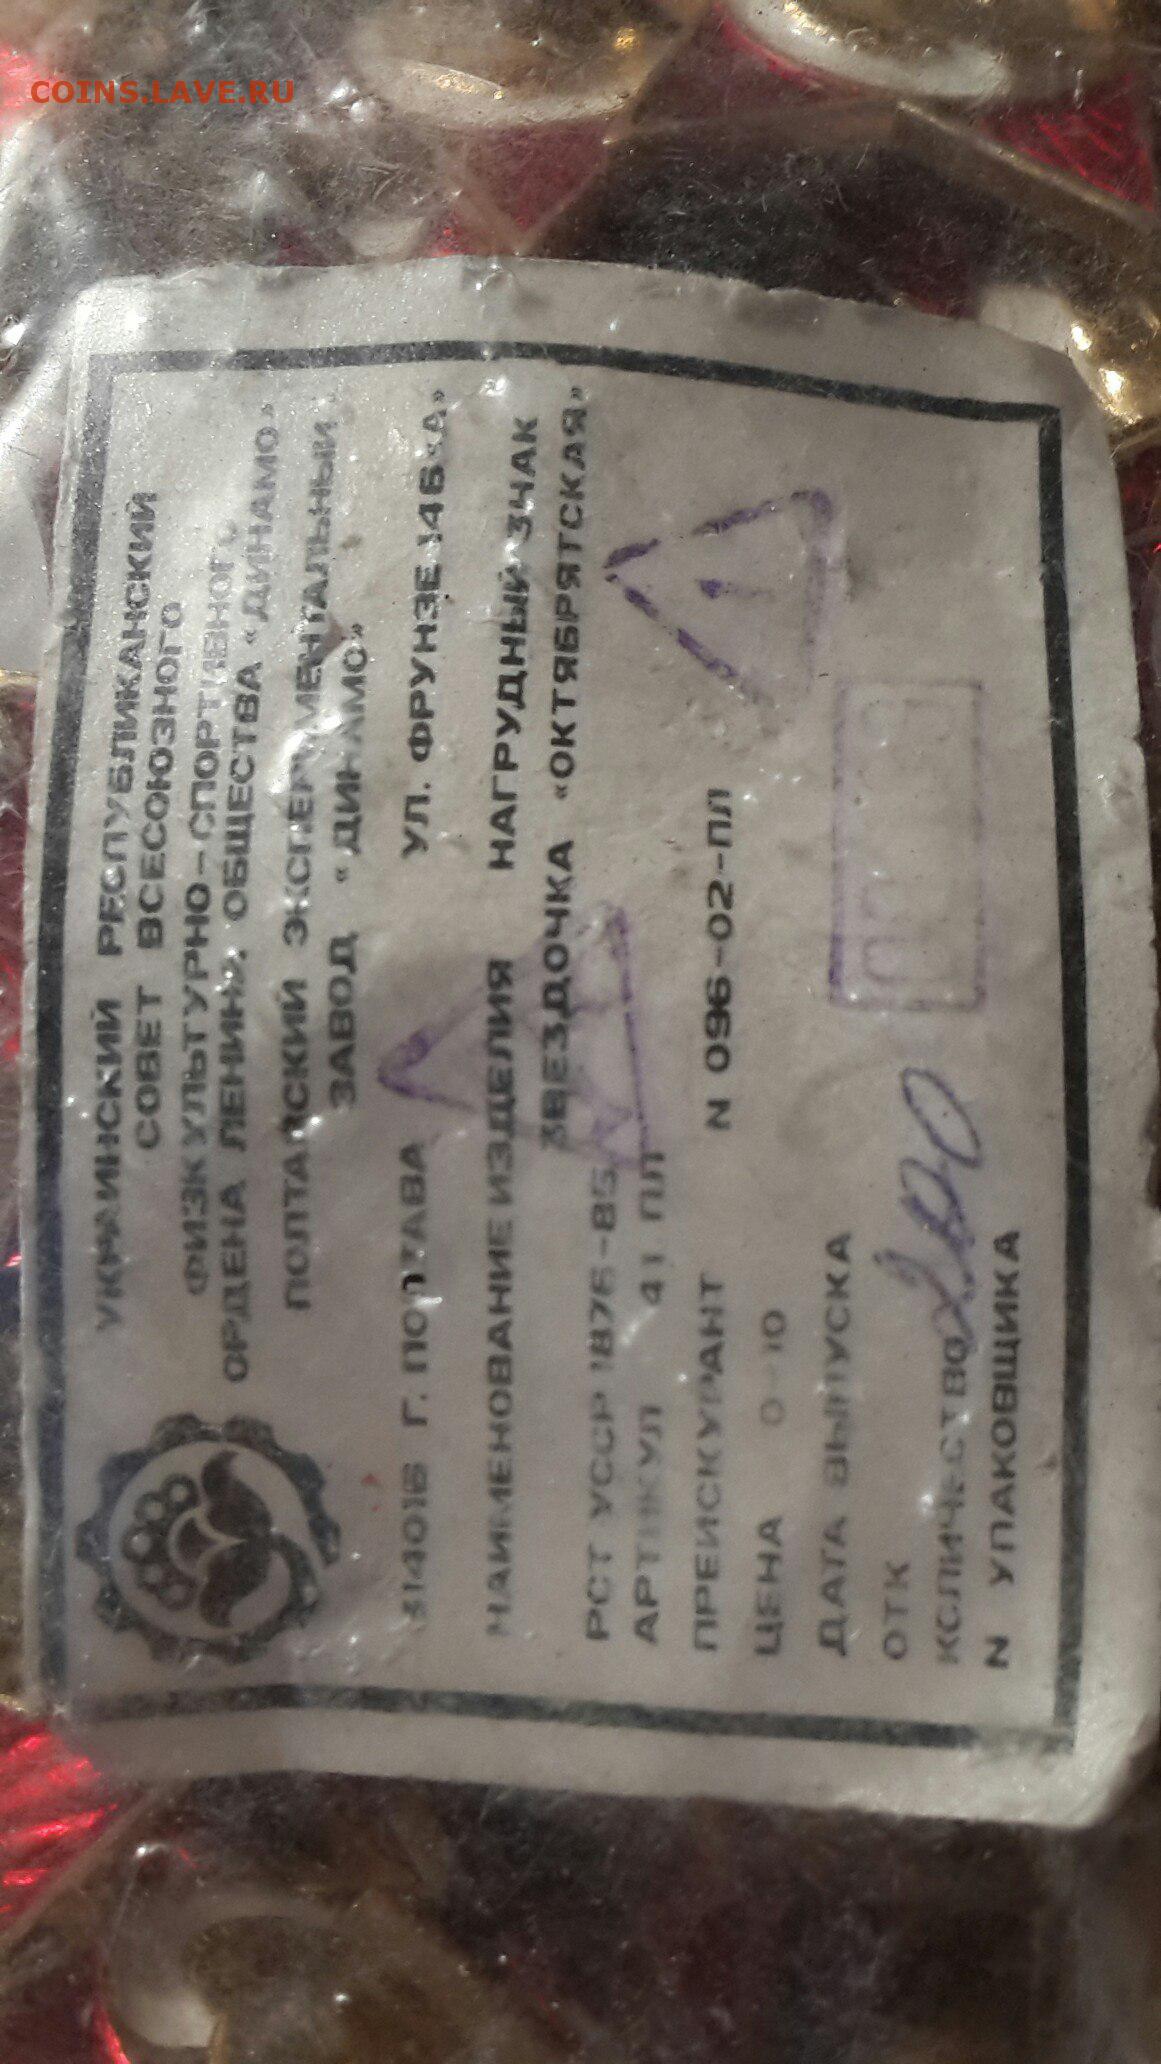 COINS.LAVE.RU
УКРАИНСКИЙ РЕСПУБЛИКАНСКИЙ
СОВЕТ ВСЕСОЮЗНОГО
ФИЗКУЛЬТУРНО-СПОРТИВНОГО
ОРДЕНА ЛЕНИНА ОБЩЕСТВА «ДИНАМО»
ПОЛТАВСКИЙ ЭКСПЕРИМЕНТАЛЬНЫЙ
ЗАВОД «ДИНАМО»
314016 Г. ПОЛТАВА УЛ. ФРУНЗЕ 146 «А»
НАИМЕНОВАНИЕ ИЗДЕЛИЯ НАГРУДНЫЙ ЗНАК
ЗВЕЗДОЧКА «ОКТЯБРЯТСКАЯ»
РСТ УССР 1876-85
АРТИКУЛ 41 ПЛ
ПРЕИСКУРАНТ N 096-02-ПЛ
ЦЕНА 0-10
ДАТА ВЫПУСКА
ОТК
КОЛИЧЕСТВО 200
N УПАКОВЩИКА